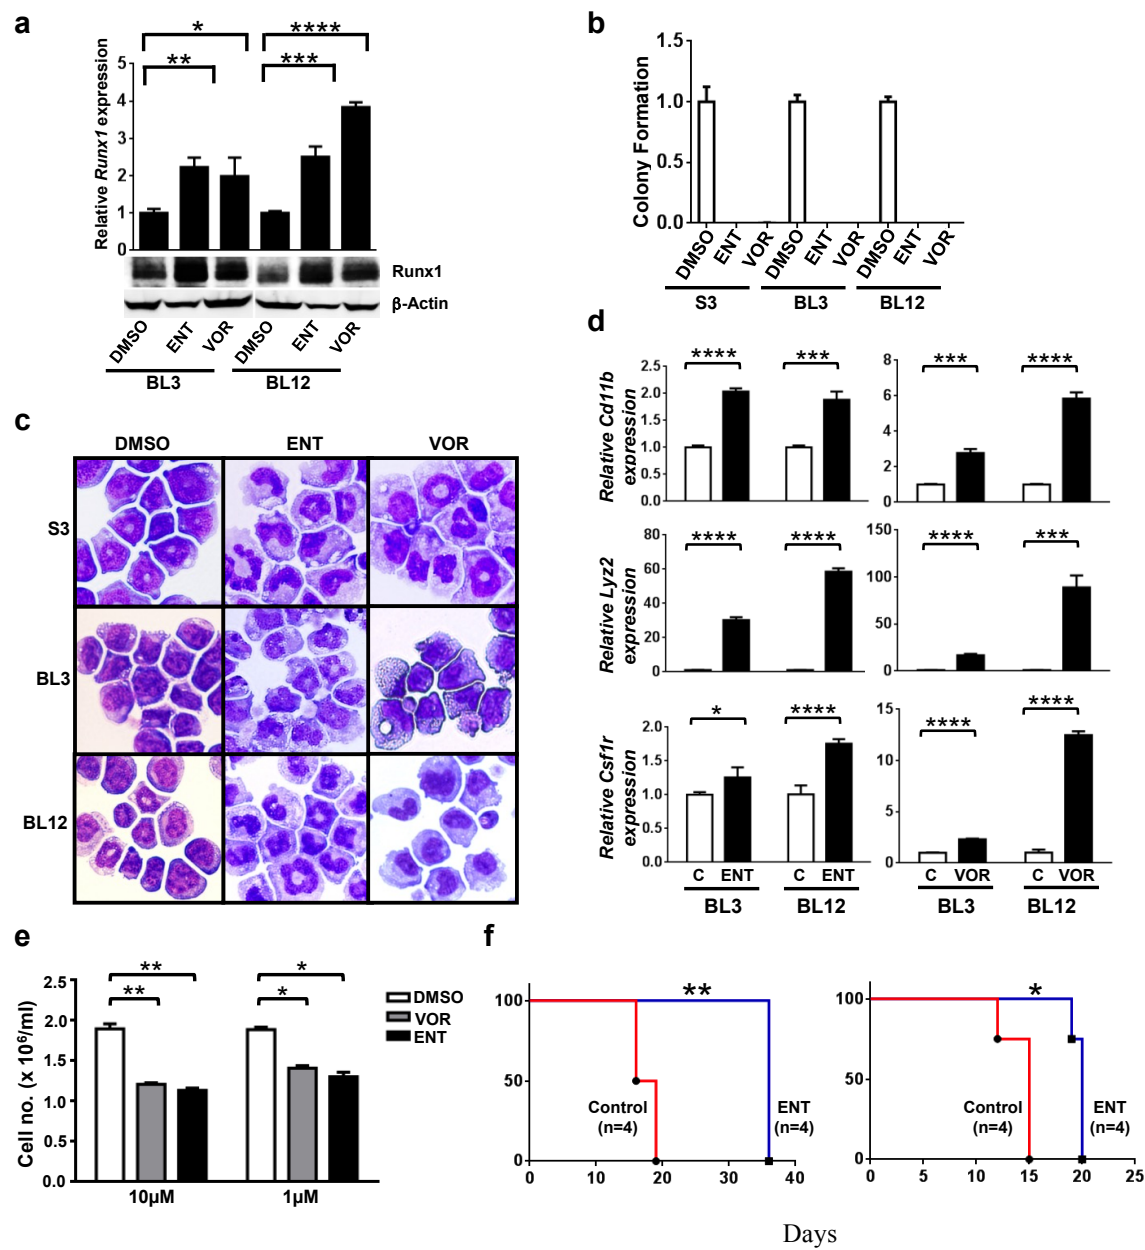 a
Relative Runx1 expression
* ****
** ***
5
4
3
2
1
0
Runx1
β-Actin
DMSO ENT VOR DMSO ENT VOR
BL3 BL12
b
Colony Formation
1.5
1.0
0.5
0.0
DMSO ENT VOR DMSO ENT VOR DMSO ENT VOR
S3 BL3 BL12
c
DMSO ENT VOR
S3
BL3
BL12
d
Relative Cd11b
expression
2.5
2.0
1.5
1.0
0.5
0.0
**** ***
8
6
4
2
0
*** ****
Relative Lyz2
expression
80
60
40
20
0
**** ****
150
100
50
0
**** ***
Relative Csf1r
expression
2.0
1.5
1.0
0.5
0.0
* ****
C ENT C ENT
BL3 BL12
15
10
5
0
**** ****
C VOR C VOR
BL3 BL12
e
Cell no. (x 10⁶/ml)
2.5
2.0
1.5
1.0
0.5
0.0
** *
** *
10µM 1µM
DMSO
VOR
ENT
f
100
50
0
**
Control ENT
(n=4) (n=4)
0 10 20 30 40
100
50
0
*
Control ENT
(n=4) (n=4)
0 5 10 15 20 25
Days